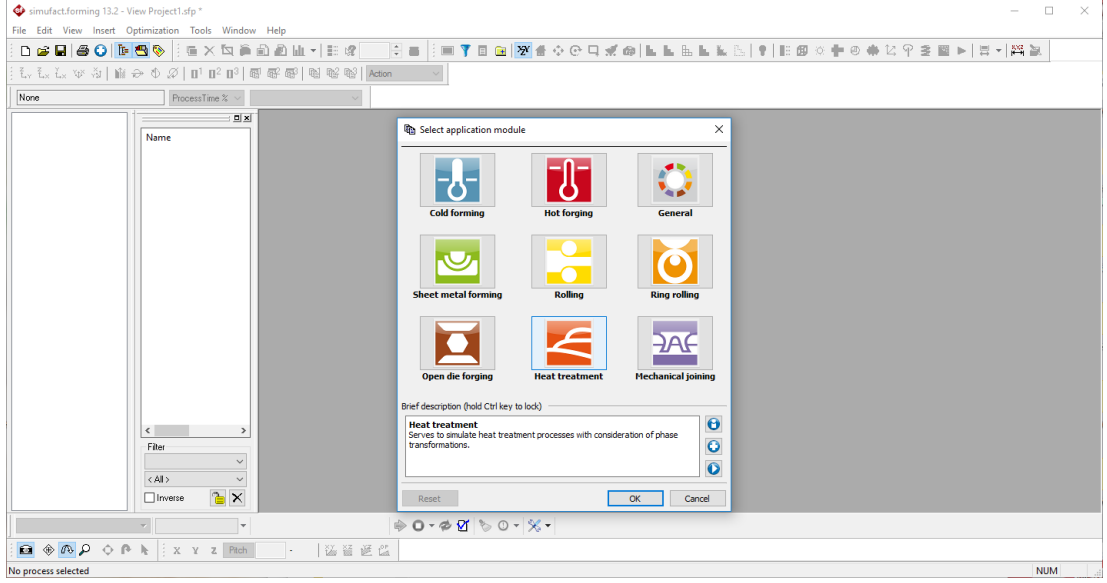 simufact.forming 13.2 - View Project1.sfp *
File Edit View Insert Optimization Tools Window Help
Action
None
ProcessTime %
Name
Select application module
Cold forming
Hot forging
General
Sheet metal forming
Rolling
Ring rolling
Open die forging
Heat treatment
Mechanical joining
Brief description (hold Ctrl key to lock)
Heat treatment
Serves to simulate heat treatment processes with consideration of phase
transformations.
Reset
OK
Cancel
Filter
<All>
Inverse
X Y Z Pitch
No process selected
NUM